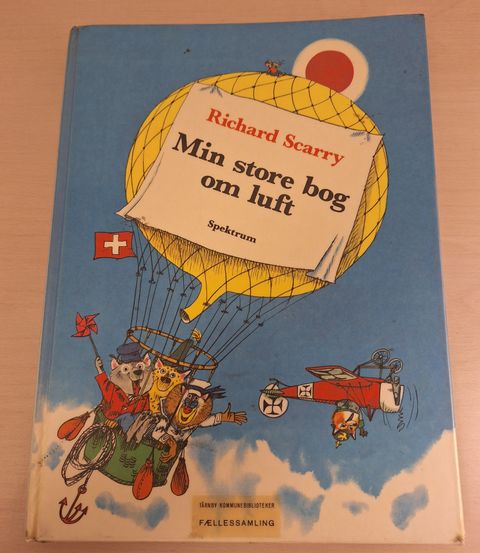 Richard Scarry
Min store bog
om luft
Spektrum
TÅRNBY KOMMUNEBIBLIOTEKER
FÆLLESSAMLING